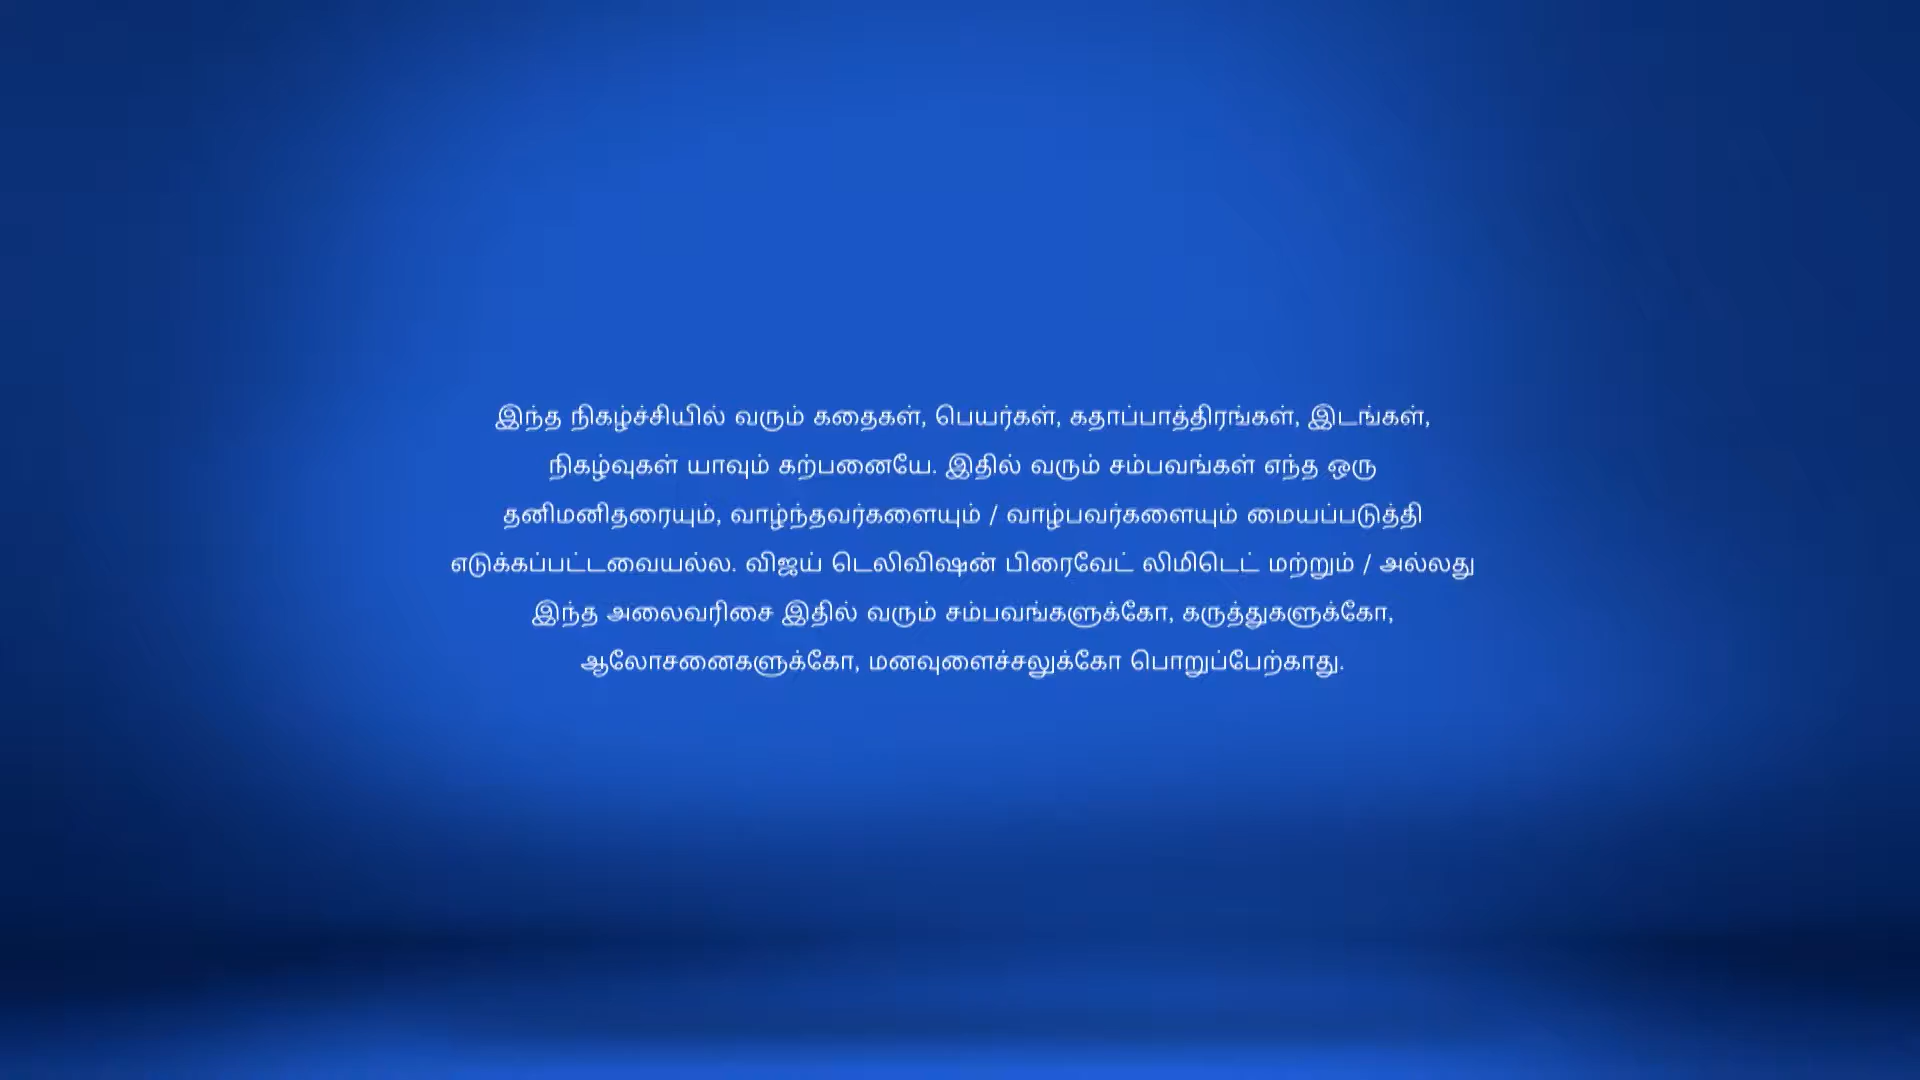 இந்த நிகழ்ச்சியில் வரும் கதைகள், பெயர்கள், கதாப்பாத்திரங்கள், இடங்கள்,
நிகழ்வுகள் யாவும் கற்பனையே. இதில் வரும் சம்பவங்கள் எந்த ஒரு
தனிமனிதரையும், வாழ்ந்தவர்களையும் / வாழ்பவர்களையும் மையப்படுத்தி
எடுக்கப்பட்டவையல்ல. விஜய் டெலிவிஷன் பிரைவேட் லிமிடெட் மற்றும் / அல்லது
இந்த அலைவரிசை இதில் வரும் சம்பவங்களுக்கோ, கருத்துகளுக்கோ,
ஆலோசனைகளுக்கோ, மனவுளைச்சலுக்கோ பொறுப்பேற்காது.